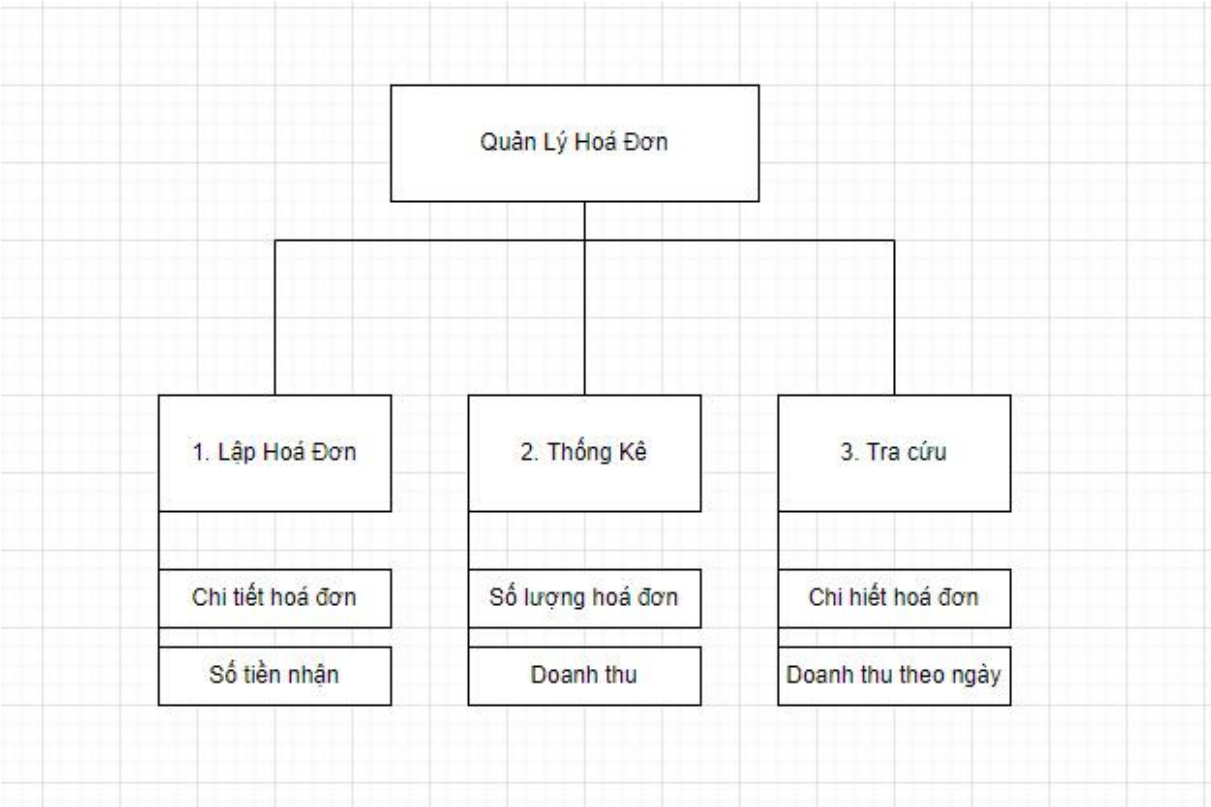 Quản Lý Hoá Đơn
1. Lập Hoá Đơn
2. Thống Kê
3. Tra cứu
Chi tiết hoá đơn
Số lượng hoá đơn
Chi hiết hoá đơn
Số tiền nhận
Doanh thu
Doanh thu theo ngày